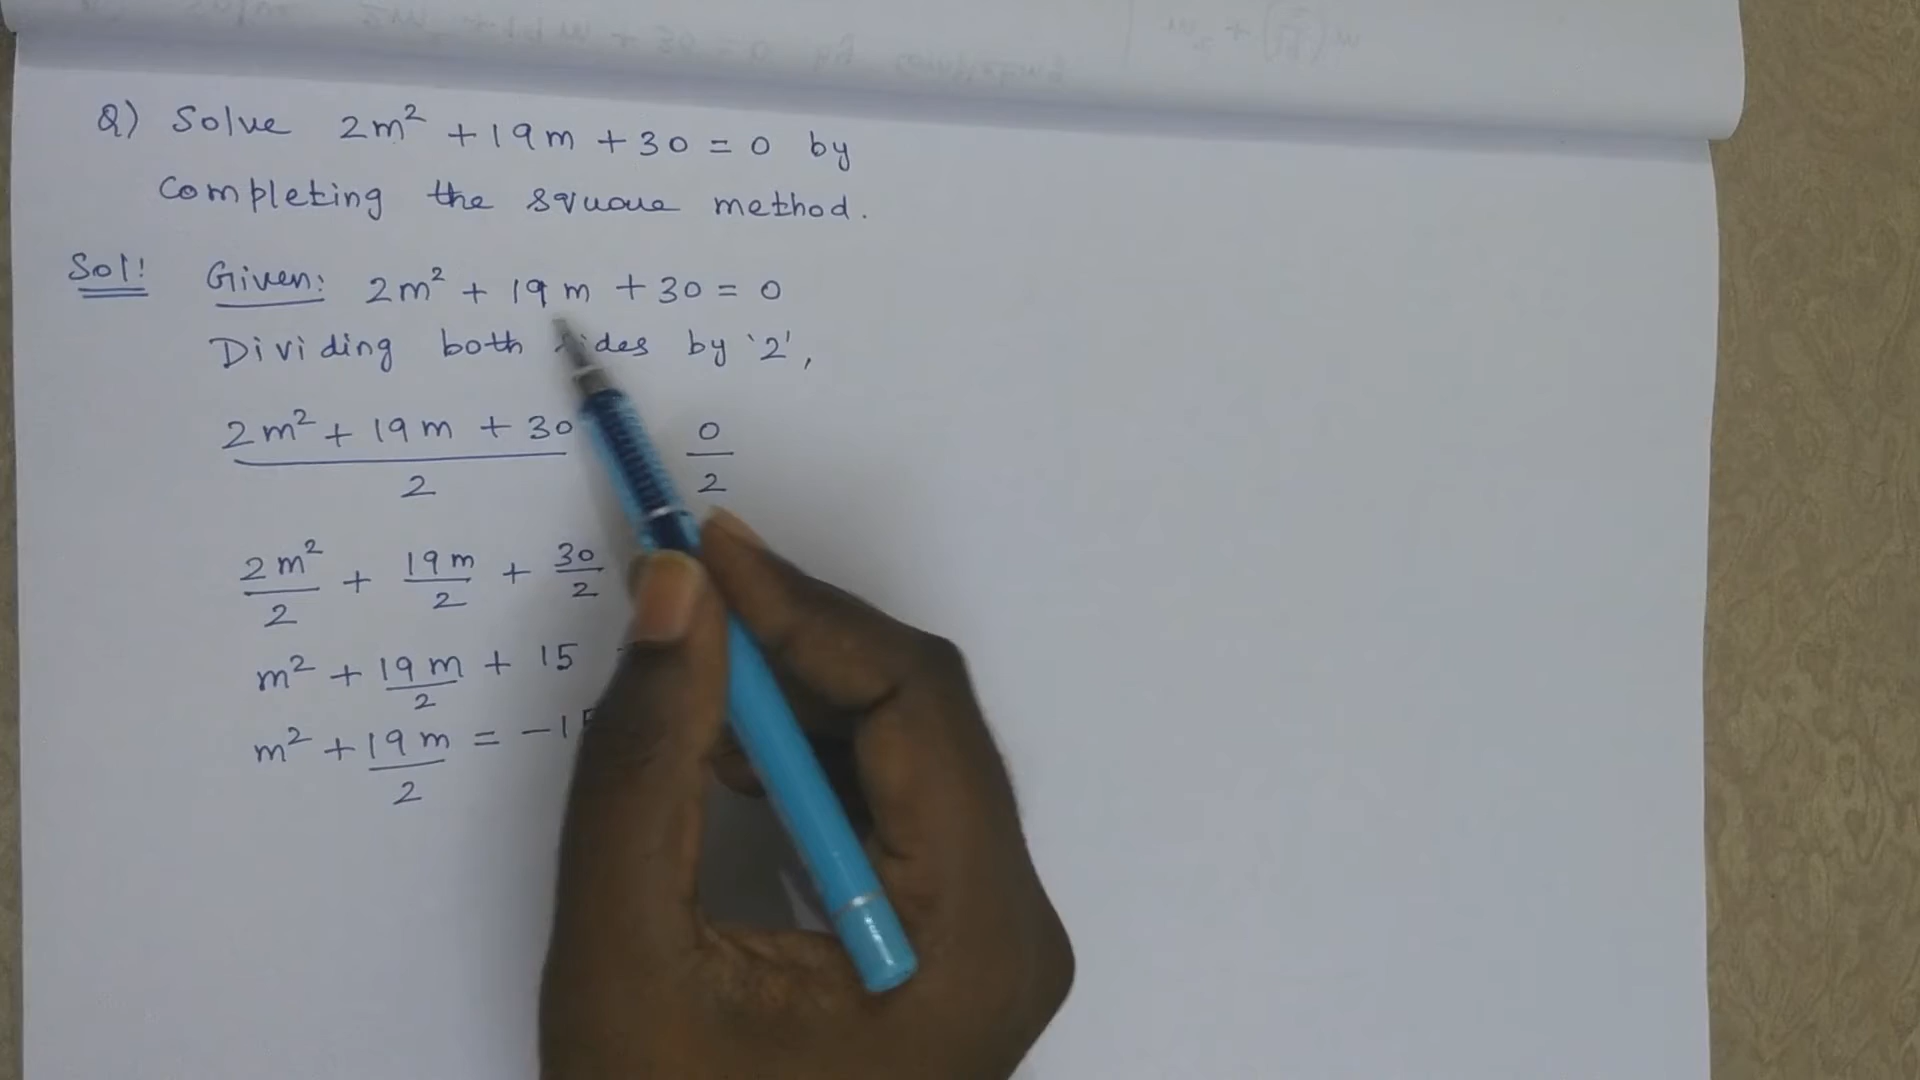 Q) Solve 2m² + 19m + 30 = 0 by
completing the square method.
Sol! Given: 2m² + 19m + 30 = 0
Dividing both sides by '2',
(2m² + 19m + 30)/2 0/2
2m²/2 + 19m/2 + 30/2
m² + 19m/2 + 15
m² + 19m/2 = -15